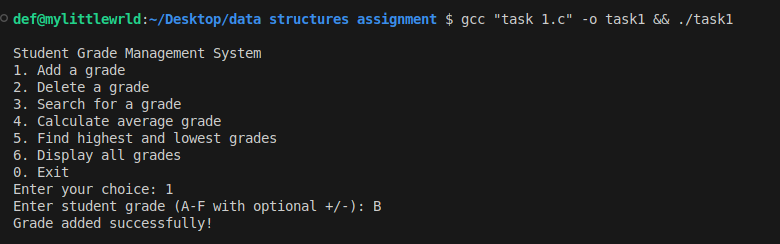 def@mylittlewrld:~/Desktop/data structures assignment $ gcc "task 1.c" -o task1 && ./task1
Student Grade Management System
1. Add a grade
2. Delete a grade
3. Search for a grade
4. Calculate average grade
5. Find highest and lowest grades
6. Display all grades
0. Exit
Enter your choice: 1
Enter student grade (A-F with optional +/-): B
Grade added successfully!